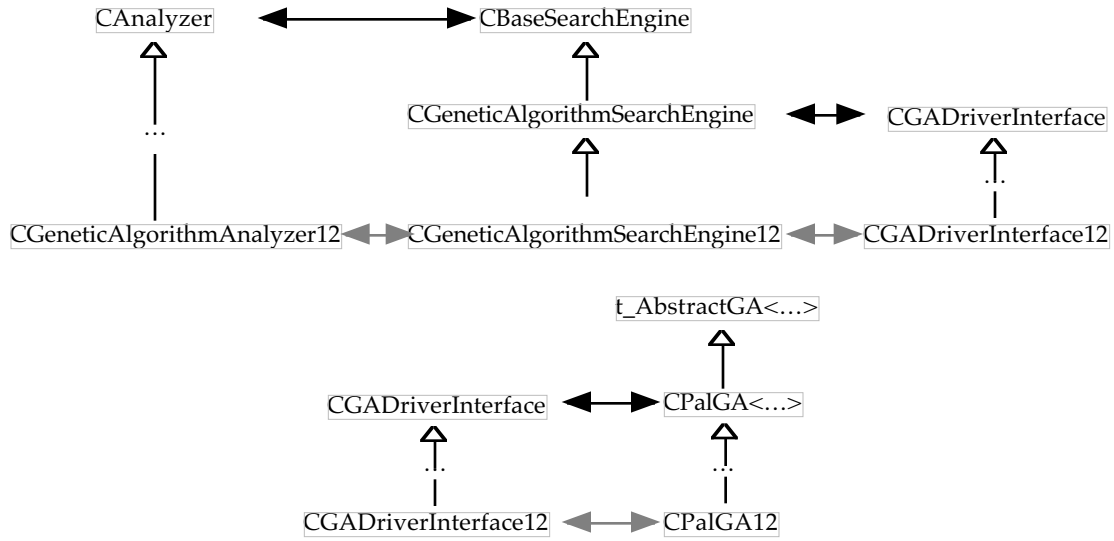 CAnalyzer CBaseSearchEngine
CGeneticAlgorithmSearchEngine CGADriverInterface
...
...
CGeneticAlgorithmAnalyzer12 CGeneticAlgorithmSearchEngine12 CGADriverInterface12
t_AbstractGA<...>
CGADriverInterface CPalGA<...>
... ...
CGADriverInterface12 CPalGA12